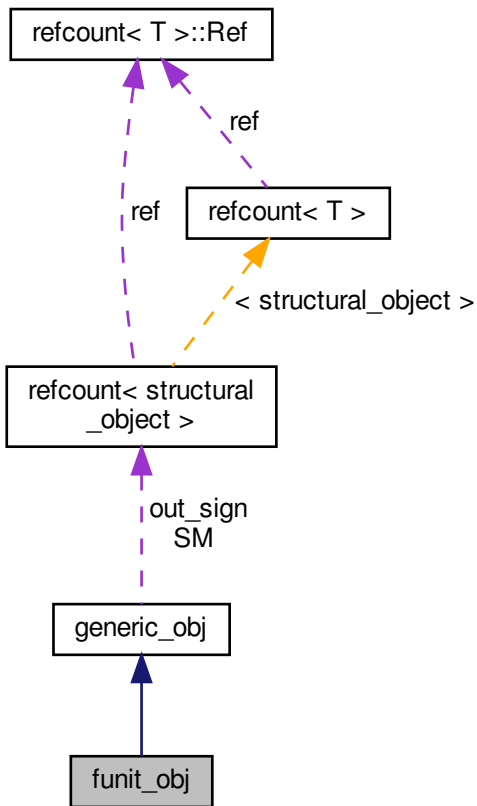 refcount< T >::Ref
ref
refcount< T >
ref
< structural_object >
refcount< structural
_object >
out_sign
SM
generic_obj
funit_obj